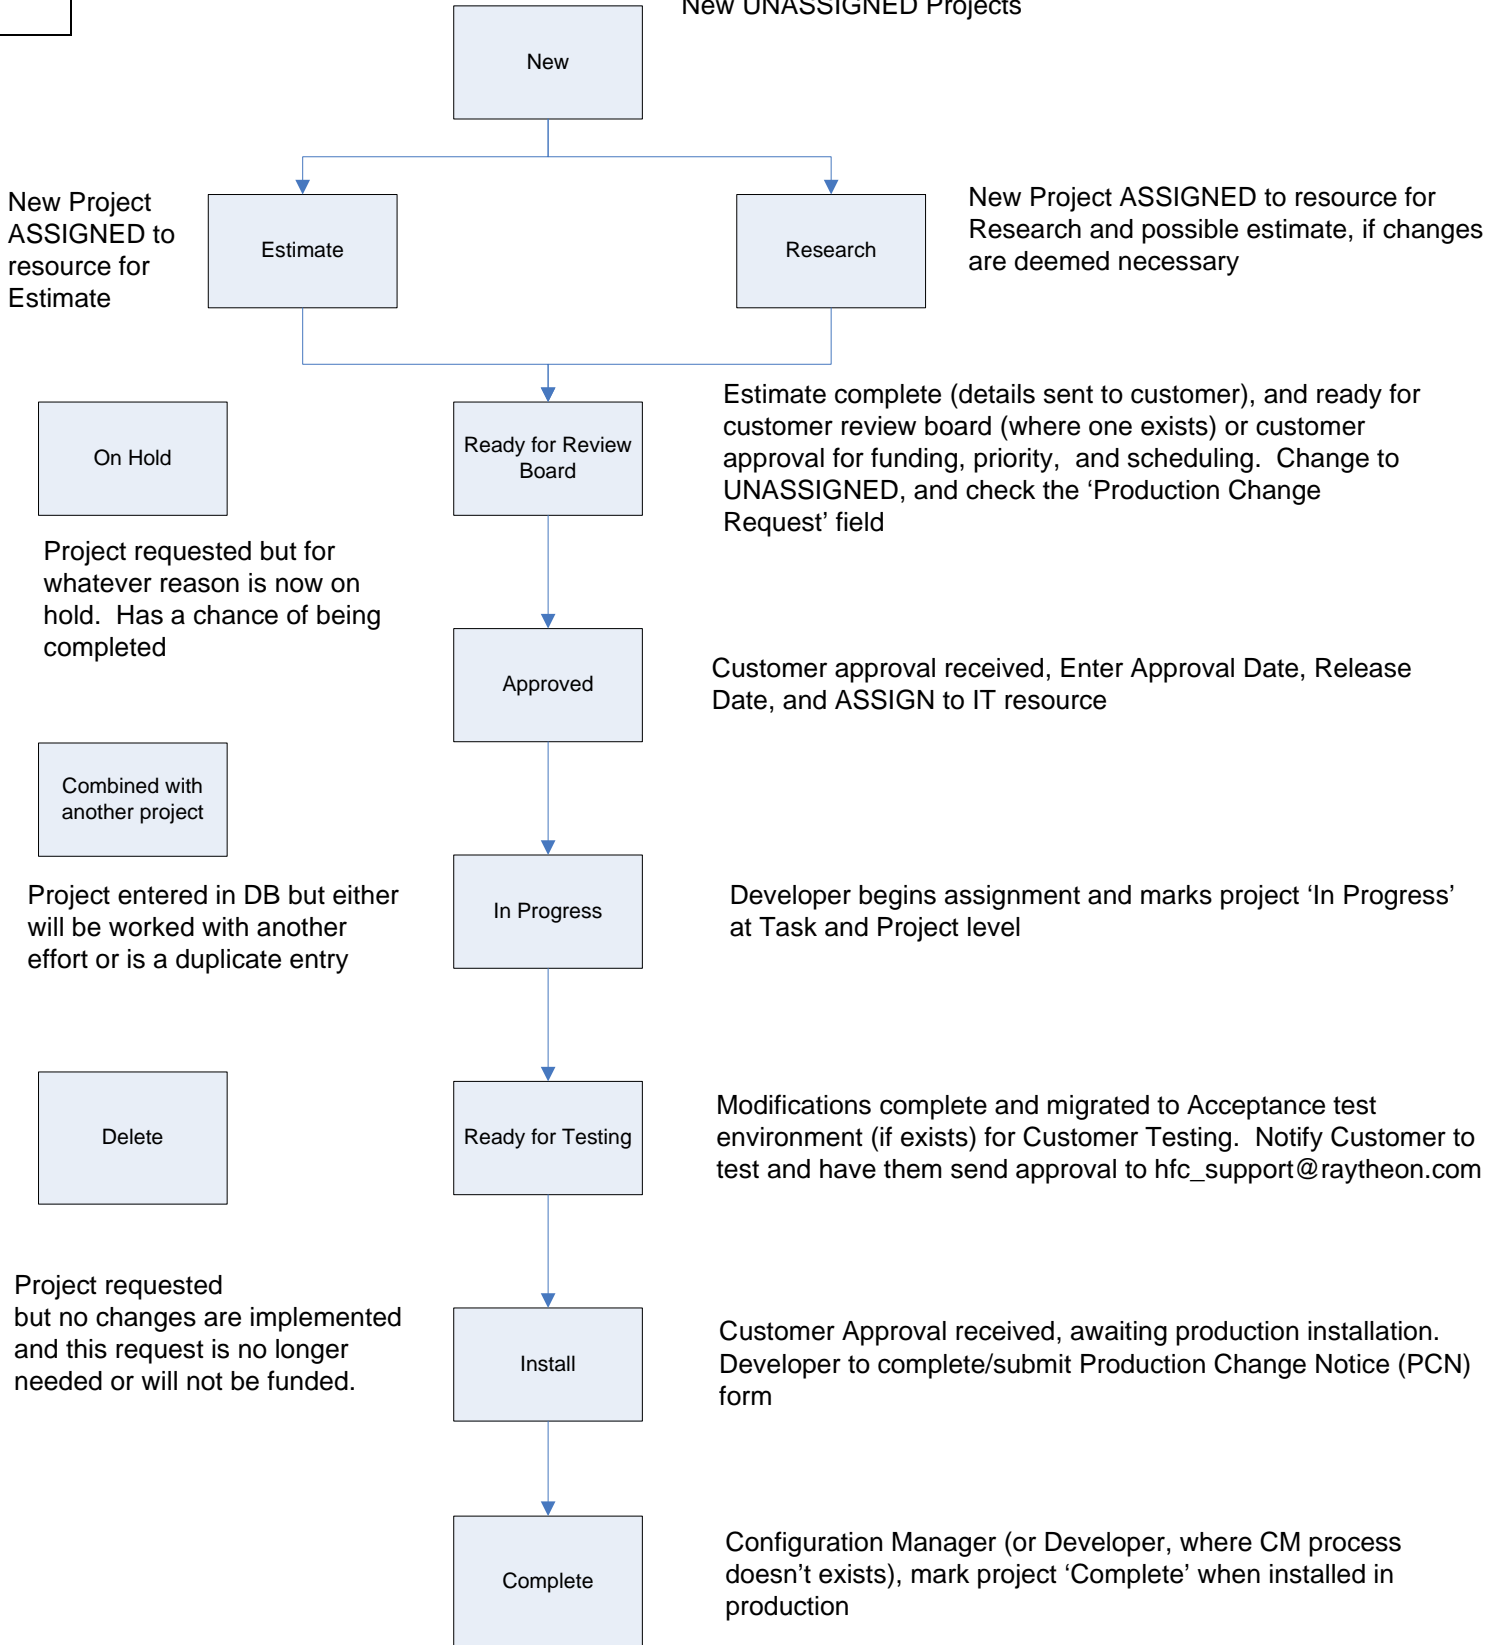 New UNASSIGNED Projects
New
New Project
ASSIGNED to
resource for
Estimate
Estimate
Research
New Project ASSIGNED to resource for
Research and possible estimate, if changes
are deemed necessary
On Hold
Ready for Review
Board
Estimate complete (details sent to customer), and ready for
customer review board (where one exists) or customer
approval for funding, priority,  and scheduling.  Change to
UNASSIGNED, and check the ‘Production Change
Request’ field
Project requested but for
whatever reason is now on
hold.  Has a chance of being
completed
Approved
Customer approval received, Enter Approval Date, Release
Date, and ASSIGN to IT resource
Combined with
another project
Project entered in DB but either
will be worked with another
effort or is a duplicate entry
In Progress
Developer begins assignment and marks project ‘In Progress’
at Task and Project level
Delete
Ready for Testing
Modifications complete and migrated to Acceptance test
environment (if exists) for Customer Testing.  Notify Customer to
test and have them send approval to hfc_support@raytheon.com
Project requested
but no changes are implemented
and this request is no longer
needed or will not be funded.
Install
Customer Approval received, awaiting production installation.
Developer to complete/submit Production Change Notice (PCN)
form
Complete
Configuration Manager (or Developer, where CM process
doesn’t exists), mark project ‘Complete’ when installed in
production